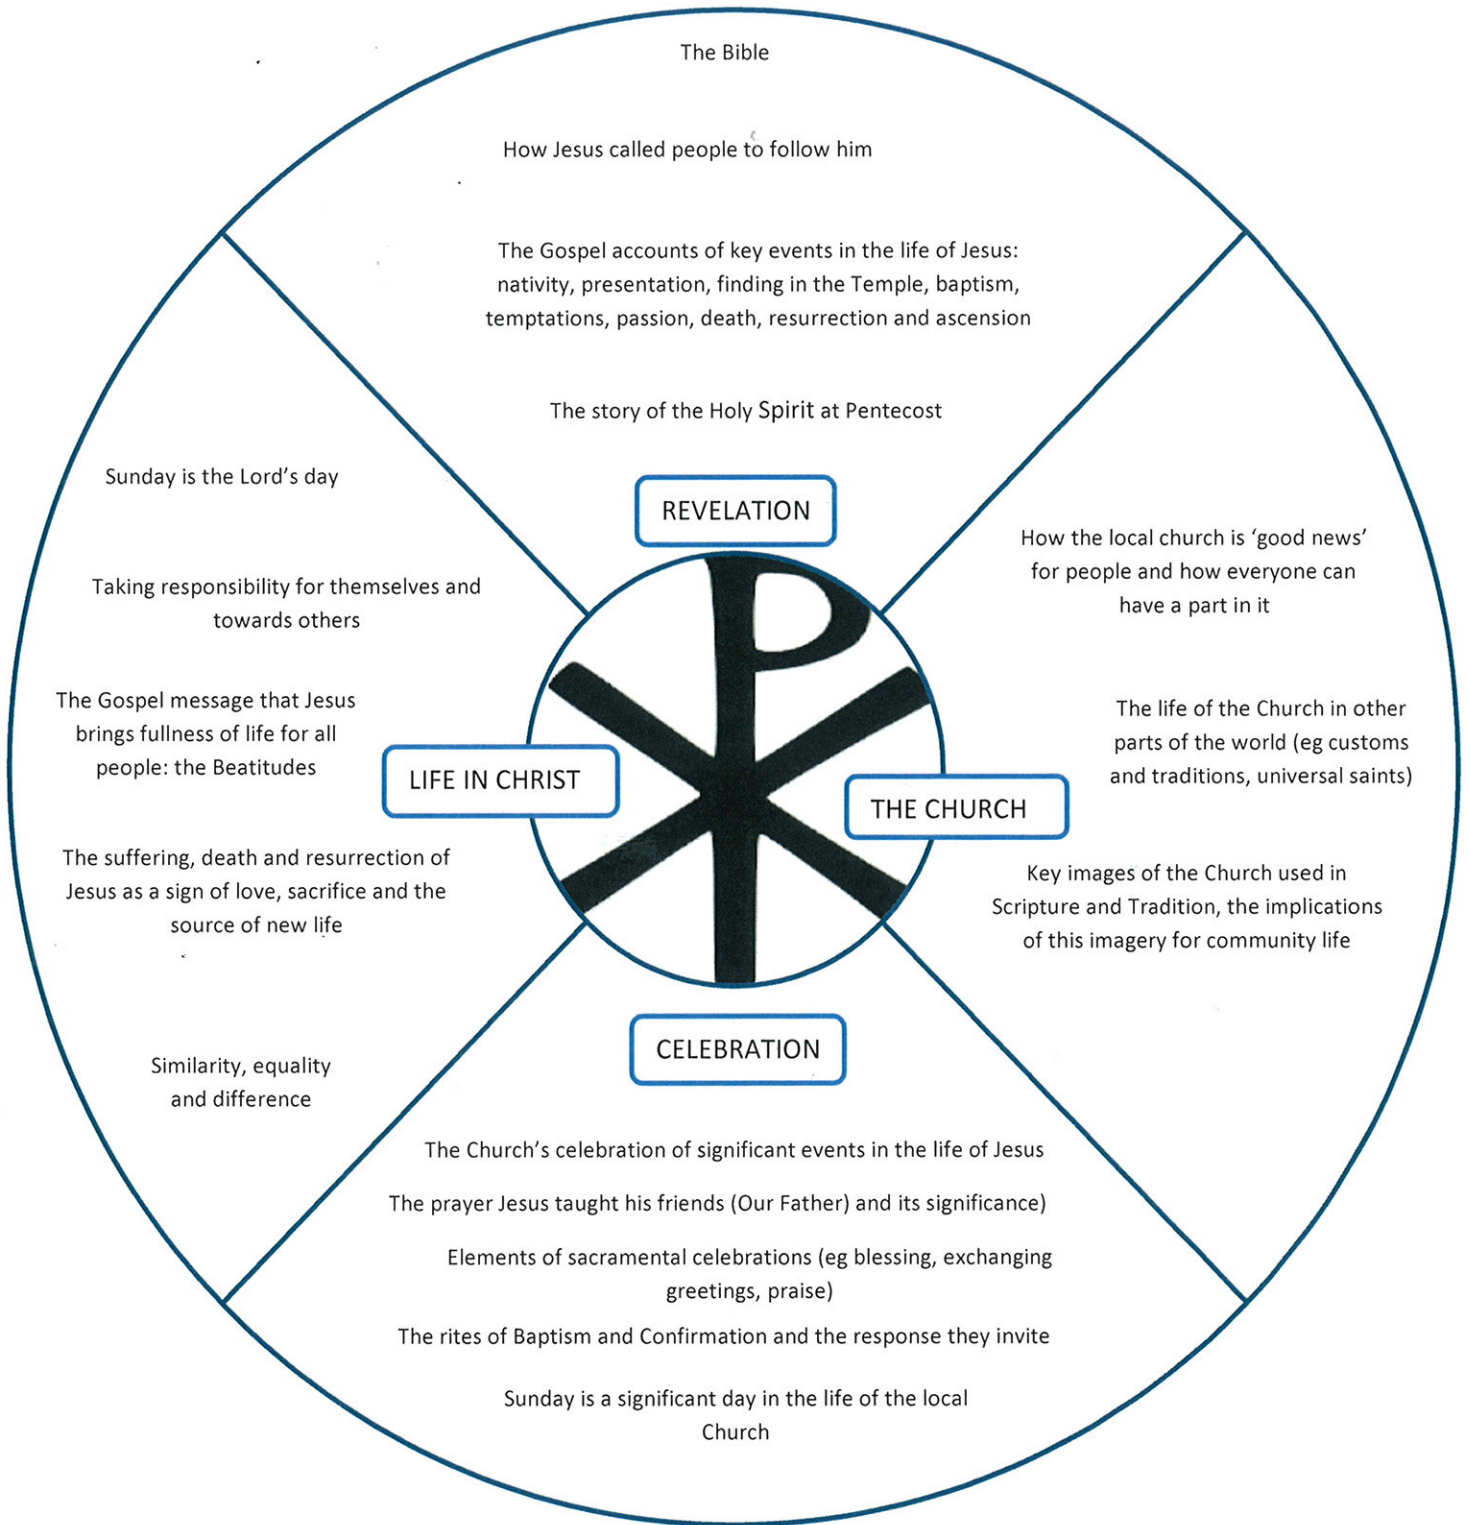 The Bible
How Jesus called people to follow him
The Gospel accounts of key events in the life of Jesus:
nativity, presentation, finding in the Temple, baptism,
temptations, passion, death, resurrection and ascension
The story of the Holy Spirit at Pentecost
REVELATION
Sunday is the Lord's day
Taking responsibility for themselves and
towards others
The Gospel message that Jesus
brings fullness of life for all
people: the Beatitudes
LIFE IN CHRIST
The suffering, death and resurrection of
Jesus as a sign of love, sacrifice and the
source of new life
Similarity, equality
and difference
How the local church is ‘good news’
for people and how everyone can
have a part in it
The life of the Church in other
parts of the world (eg customs
and traditions, universal saints)
THE CHURCH
Key images of the Church used in
Scripture and Tradition, the implications
of this imagery for community life
CELEBRATION
The Church’s celebration of significant events in the life of Jesus
The prayer Jesus taught his friends (Our Father) and its significance)
Elements of sacramental celebrations (eg blessing, exchanging
greetings, praise)
The rites of Baptism and Confirmation and the response they invite
Sunday is a significant day in the life of the local
Church